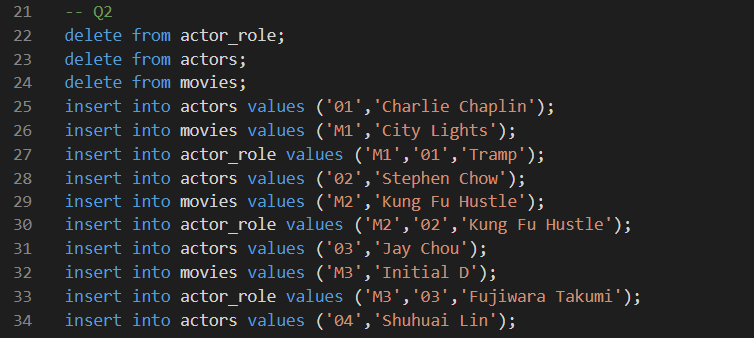 21 -- Q2
22 delete from actor_role;
23 delete from actors;
24 delete from movies;
25 insert into actors values ('01','Charlie Chaplin');
26 insert into movies values ('M1','City Lights');
27 insert into actor_role values ('M1','01','Tramp');
28 insert into actors values ('02','Stephen Chow');
29 insert into movies values ('M2','Kung Fu Hustle');
30 insert into actor_role values ('M2','02','Kung Fu Hustle');
31 insert into actors values ('03','Jay Chou');
32 insert into movies values ('M3','Initial D');
33 insert into actor_role values ('M3','03','Fujiwara Takumi');
34 insert into actors values ('04','Shuhuai Lin');